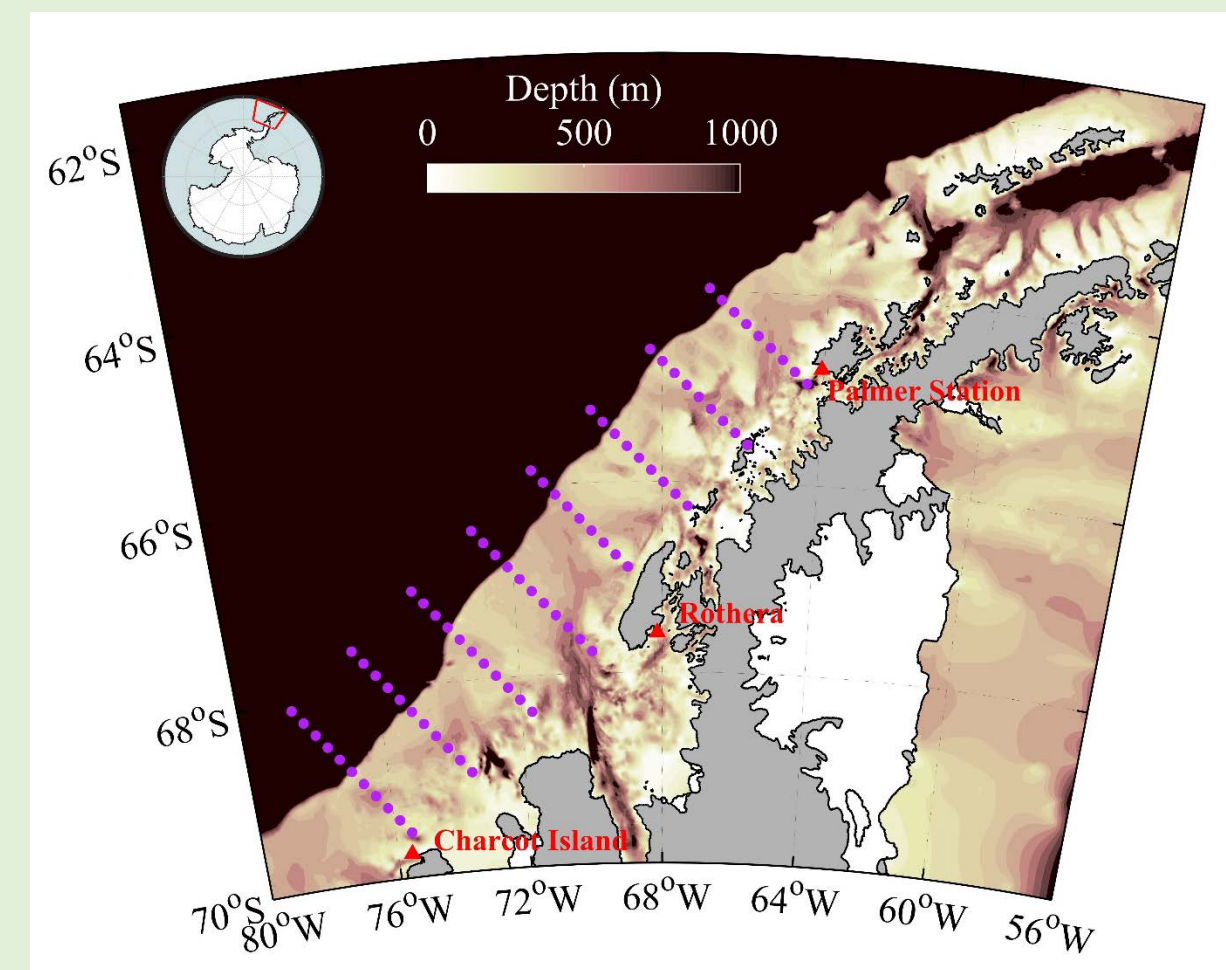 Depth (m)
0 500 1000
62°S
64°S
Palmer Station
66°S
Rothera
68°S
Charcot Island
70°S
80°W 76°W 72°W 68°W 64°W 60°W 56°W